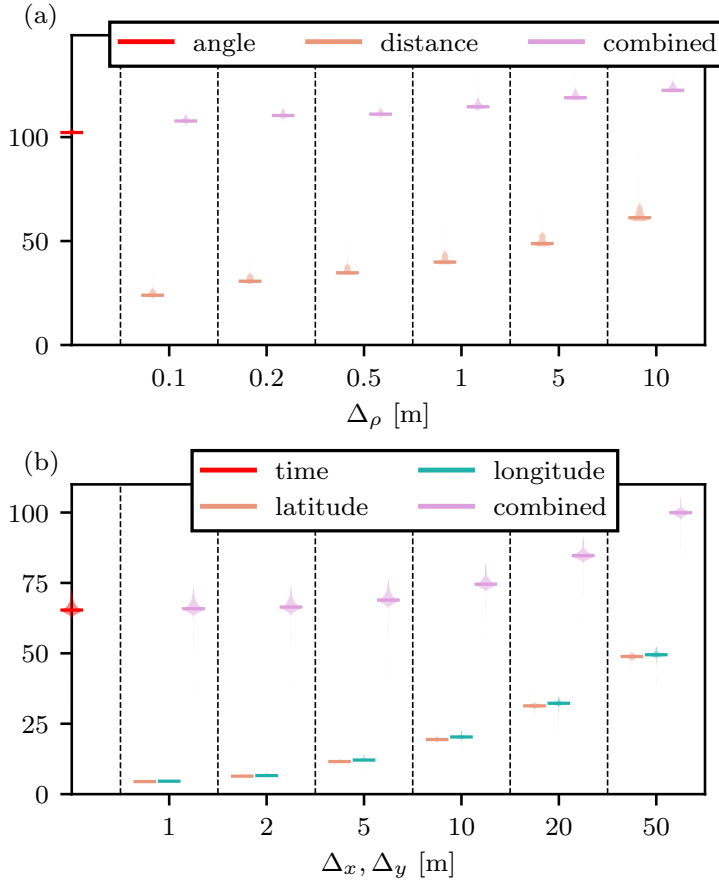 (a)
angle distance combined
100
50
0
0.1 0.2 0.5 1 5 10
Δρ [m]
(b)
time longitude
latitude combined
100
75
50
25
0
1 2 5 10 20 50
Δx, Δy [m]